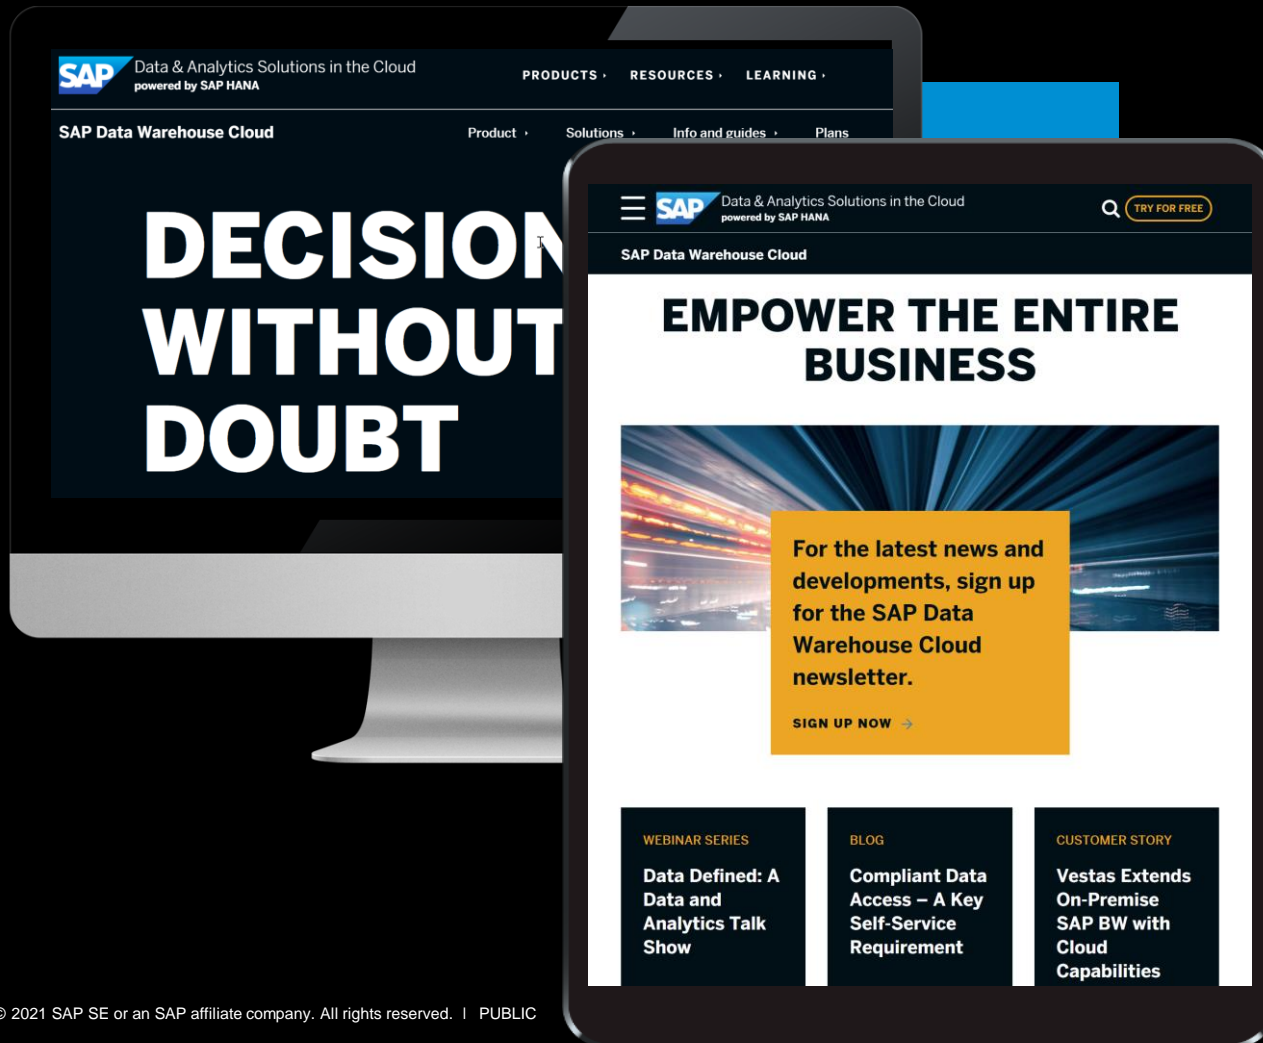 SAP Data & Analytics Solutions in the Cloud
powered by SAP HANA
PRODUCTS RESOURCES LEARNING
SAP Data Warehouse Cloud
Product Solutions Info and guides Plans
DECISION
WITHOUT
DOUBT
SAP Data & Analytics Solutions in the Cloud
powered by SAP HANA
TRY FOR FREE
SAP Data Warehouse Cloud
EMPOWER THE ENTIRE
BUSINESS
For the latest news and
developments, sign up
for the SAP Data
Warehouse Cloud
newsletter.
SIGN UP NOW →
WEBINAR SERIES
Data Defined: A
Data and
Analytics Talk
Show
BLOG
Compliant Data
Access – A Key
Self-Service
Requirement
CUSTOMER STORY
Vestas Extends
On-Premise
SAP BW with
Cloud
Capabilities
© 2021 SAP SE or an SAP affiliate company. All rights reserved. | PUBLIC